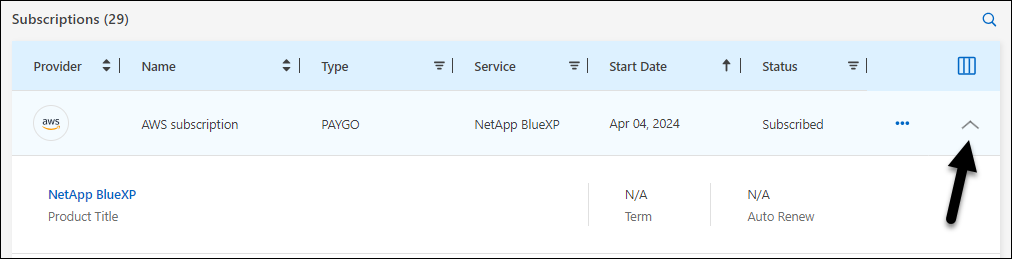 Subscriptions (29)
Provider Name Type Service Start Date Status
aws AWS subscription PAYGO NetApp BlueXP Apr 04, 2024 Subscribed
NetApp BlueXP N/A N/A
Product Title Term Auto Renew